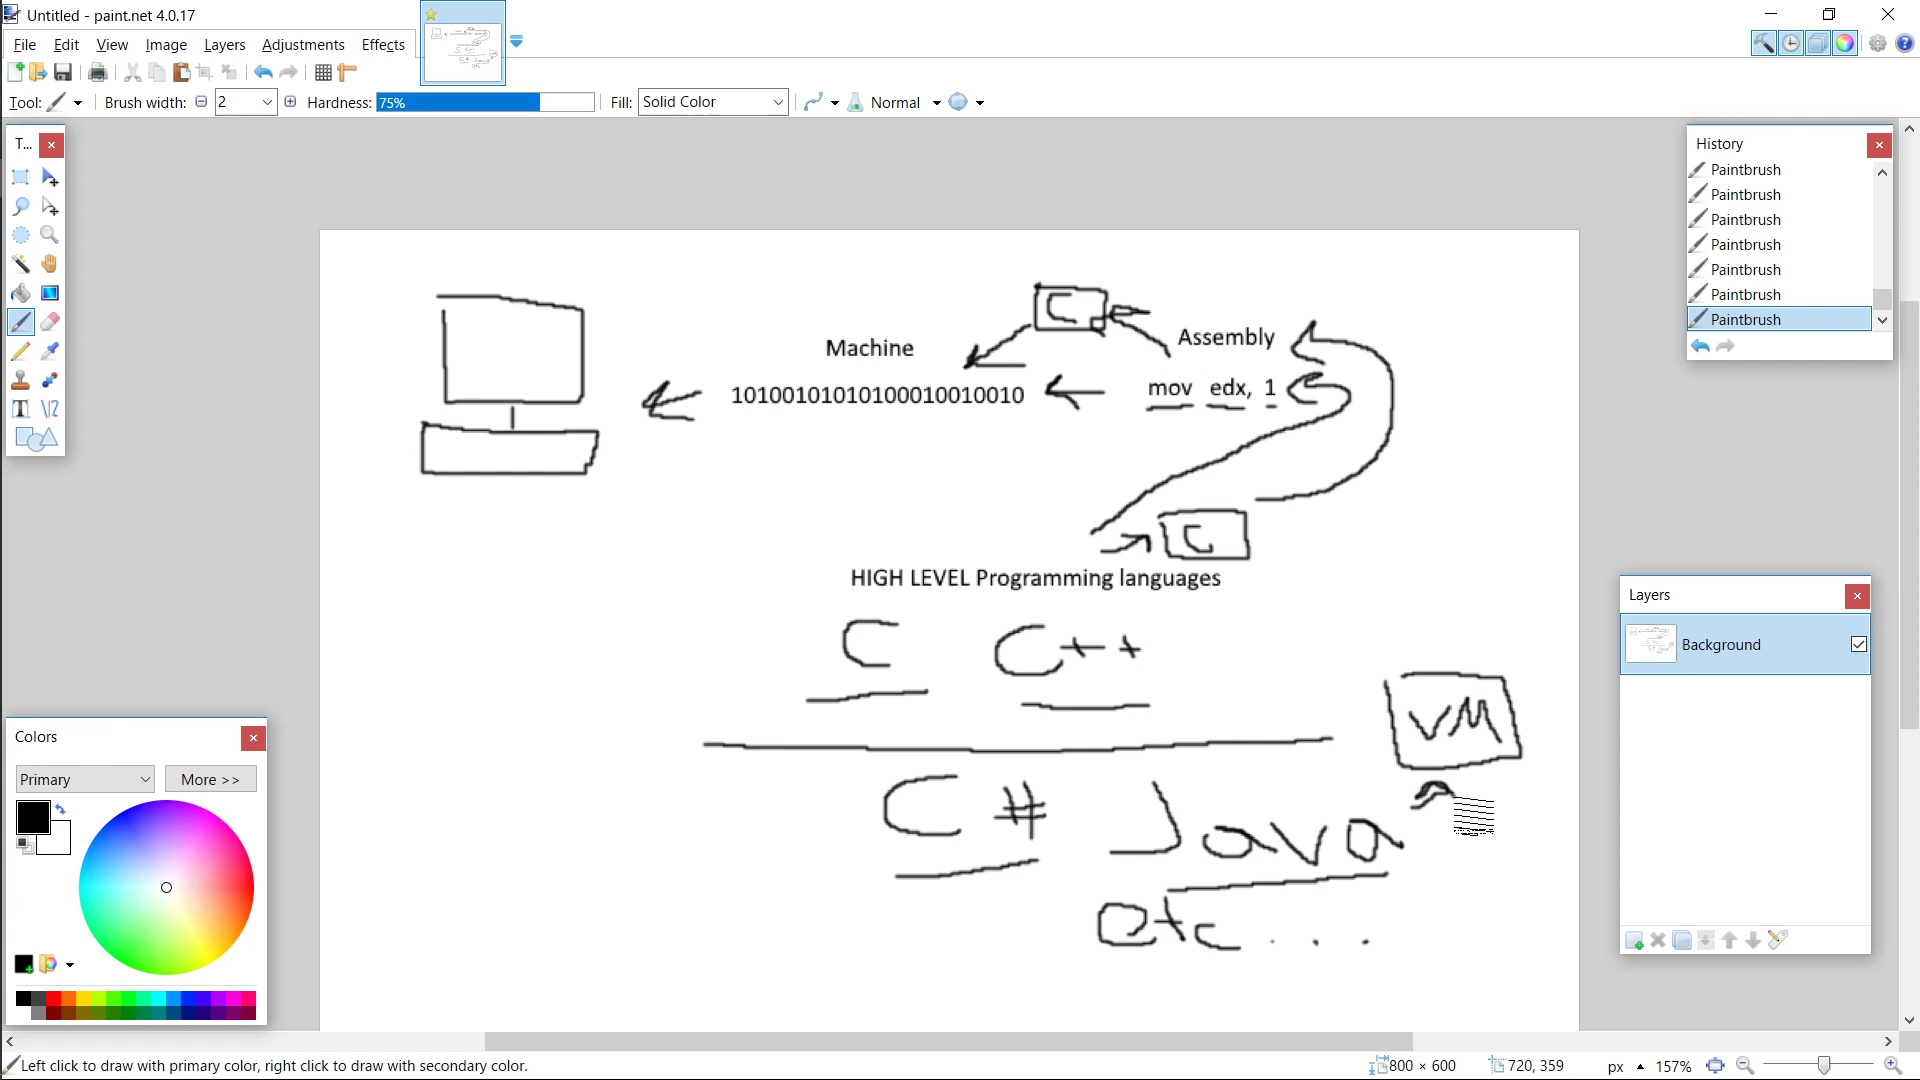 Untitled - paint.net 4.0.17
File Edit View Image Layers Adjustments Effects
Tool: Brush width: 2 Hardness: 75% Fill: Solid Color Normal
T...
History
Paintbrush
Paintbrush
Paintbrush
Paintbrush
Paintbrush
Paintbrush
Paintbrush
C
Machine
Assembly
10100101010100010010010
mov edx, 1
C
HIGH LEVEL Programming languages
C C++
VM
C# Java
etc ....
Layers
Background
Colors
Primary More >>
Left click to draw with primary color, right click to draw with secondary color.
800 × 600 720, 359 px 157%